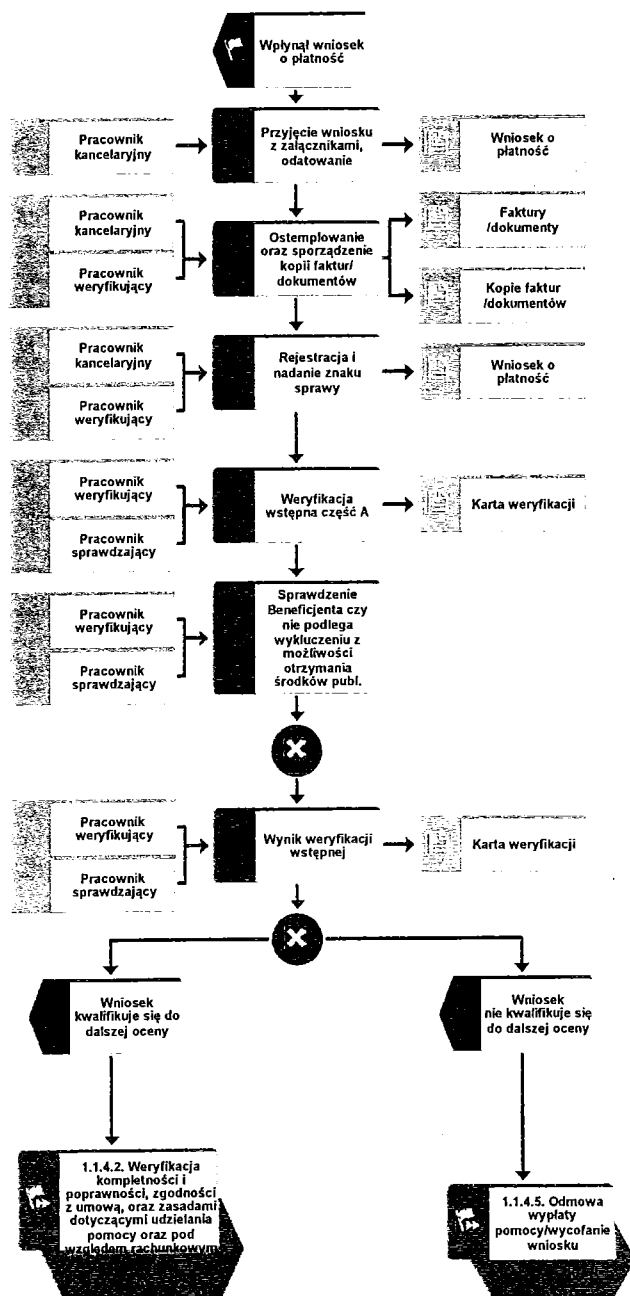 Wpłynął wniosek
o płatność
Pracownik
kancelaryjny
Przyjęcie wniosku
z załącznikami,
odatowanie
Wniosek o
płatność
Pracownik
kancelaryjny
Pracownik
weryfikujący
Ostemplowanie
oraz sporządzenie
kopii faktur/
dokumentów
Faktury
/dokumenty
Kopie faktur
/dokumentów
Pracownik
kancelaryjny
Pracownik
weryfikujący
Rejestracja i
nadanie znaku
sprawy
Wniosek o
płatność
Pracownik
weryfikujący
Pracownik
sprawdzający
Weryfikacja
wstępna część A
Karta weryfikacji
Pracownik
weryfikujący
Pracownik
sprawdzający
Sprawdzenie
Beneficjenta czy
nie podlega
wykluczeniu z
możliwości
otrzymania
środków publ.
Pracownik
weryfikujący
Pracownik
sprawdzający
Wynik weryfikacji
wstępnej
Karta weryfikacji
Wniosek
kwalifikuje się do
dalszej oceny
Wniosek
nie kwalifikuje się
do dalszej oceny
1.1.4.2. Weryfikacja
kompletności i
poprawności, zgodności
z umową, oraz zasadami
dotyczącymi udzielania
pomocy oraz pod
względem rachunkowym
1.1.4.5. Odmowa
wypłaty
pomocy/wycofanie
wniosku